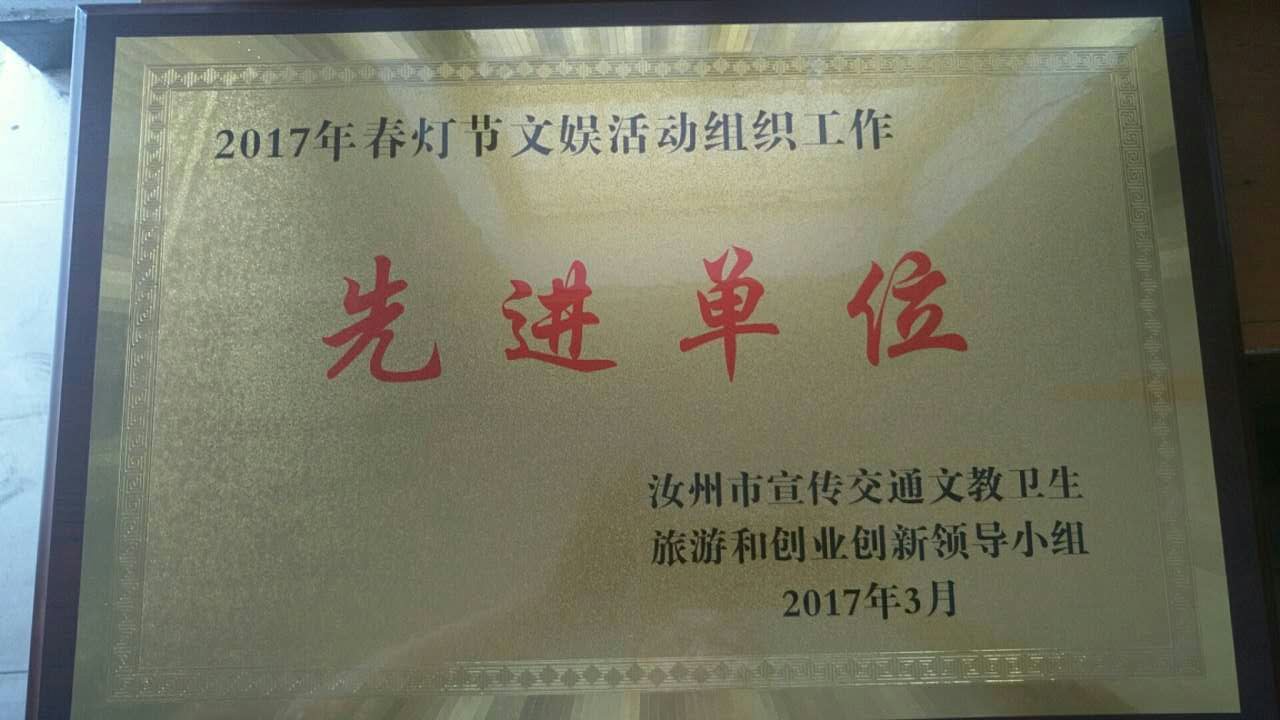 2017年春灯节文娱活动组织工作
先进单位
汝州市宣传交通文教卫生
旅游和创业创新领导小组
2017年3月